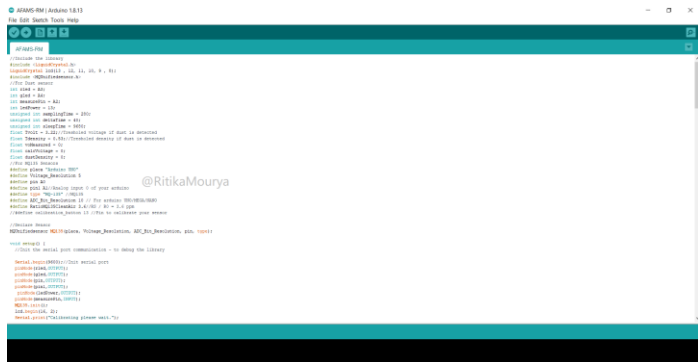 AFAMS-RM | Arduino 1.8.13
File Edit Sketch Tools Help
AFAMS-RM
//Include the library
#include <LiquidCrystal.h>
LiquidCrystal lcd(13 , 12, 11, 10, 9 , 8);
#include <MQUnifiedsensor.h>
//For Dust sensor
int rled = A4;
int gled = A4;
int measurePin = A2;
int ledPower = 10;
unsigned int samplingTime = 280;
unsigned int deltaTime = 40;
unsigned int sleepTime = 9680;
//Threshold voltage if dust is detected
//Threshold density if dust is detected
float voMeasured = 0;
float calcVoltage = 0;
float dustDensity = 0;
//For MQ135 Sensors
#define placa "Arduino UNO"
#define Voltage_Resolution 5
#define pin A0
#define pin1 A1//Analog input 0 of your arduino
#define type "MQ-135" //MQ135
#define ADC_Bit_Resolution 10 // For arduino UNO/MEGA/NANO
#define RatioMQ135CleanAir 3.6//RS / R0 = 3.6 ppm
//#define calibration_button 13 //Pin to calibrate your sensor
@RitikaMourya
//Declare Sensor
MQUnifiedsensor MQ135(placa, Voltage_Resolution, ADC_Bit_Resolution, pin, type);
void setup() {
//Init the serial port communication - to debug the library
Serial.begin(9600);//Init serial port
pinMode(rled,OUTPUT);
pinMode(gled,OUTPUT);
pinMode(pin,OUTPUT);
pinMode(pin1,OUTPUT);
pinMode(ledPower,OUTPUT);
pinMode(measurePin,INPUT);
MQ135.init();
lcd.begin(16, 2);
Serial.print("Calibrating please wait.");